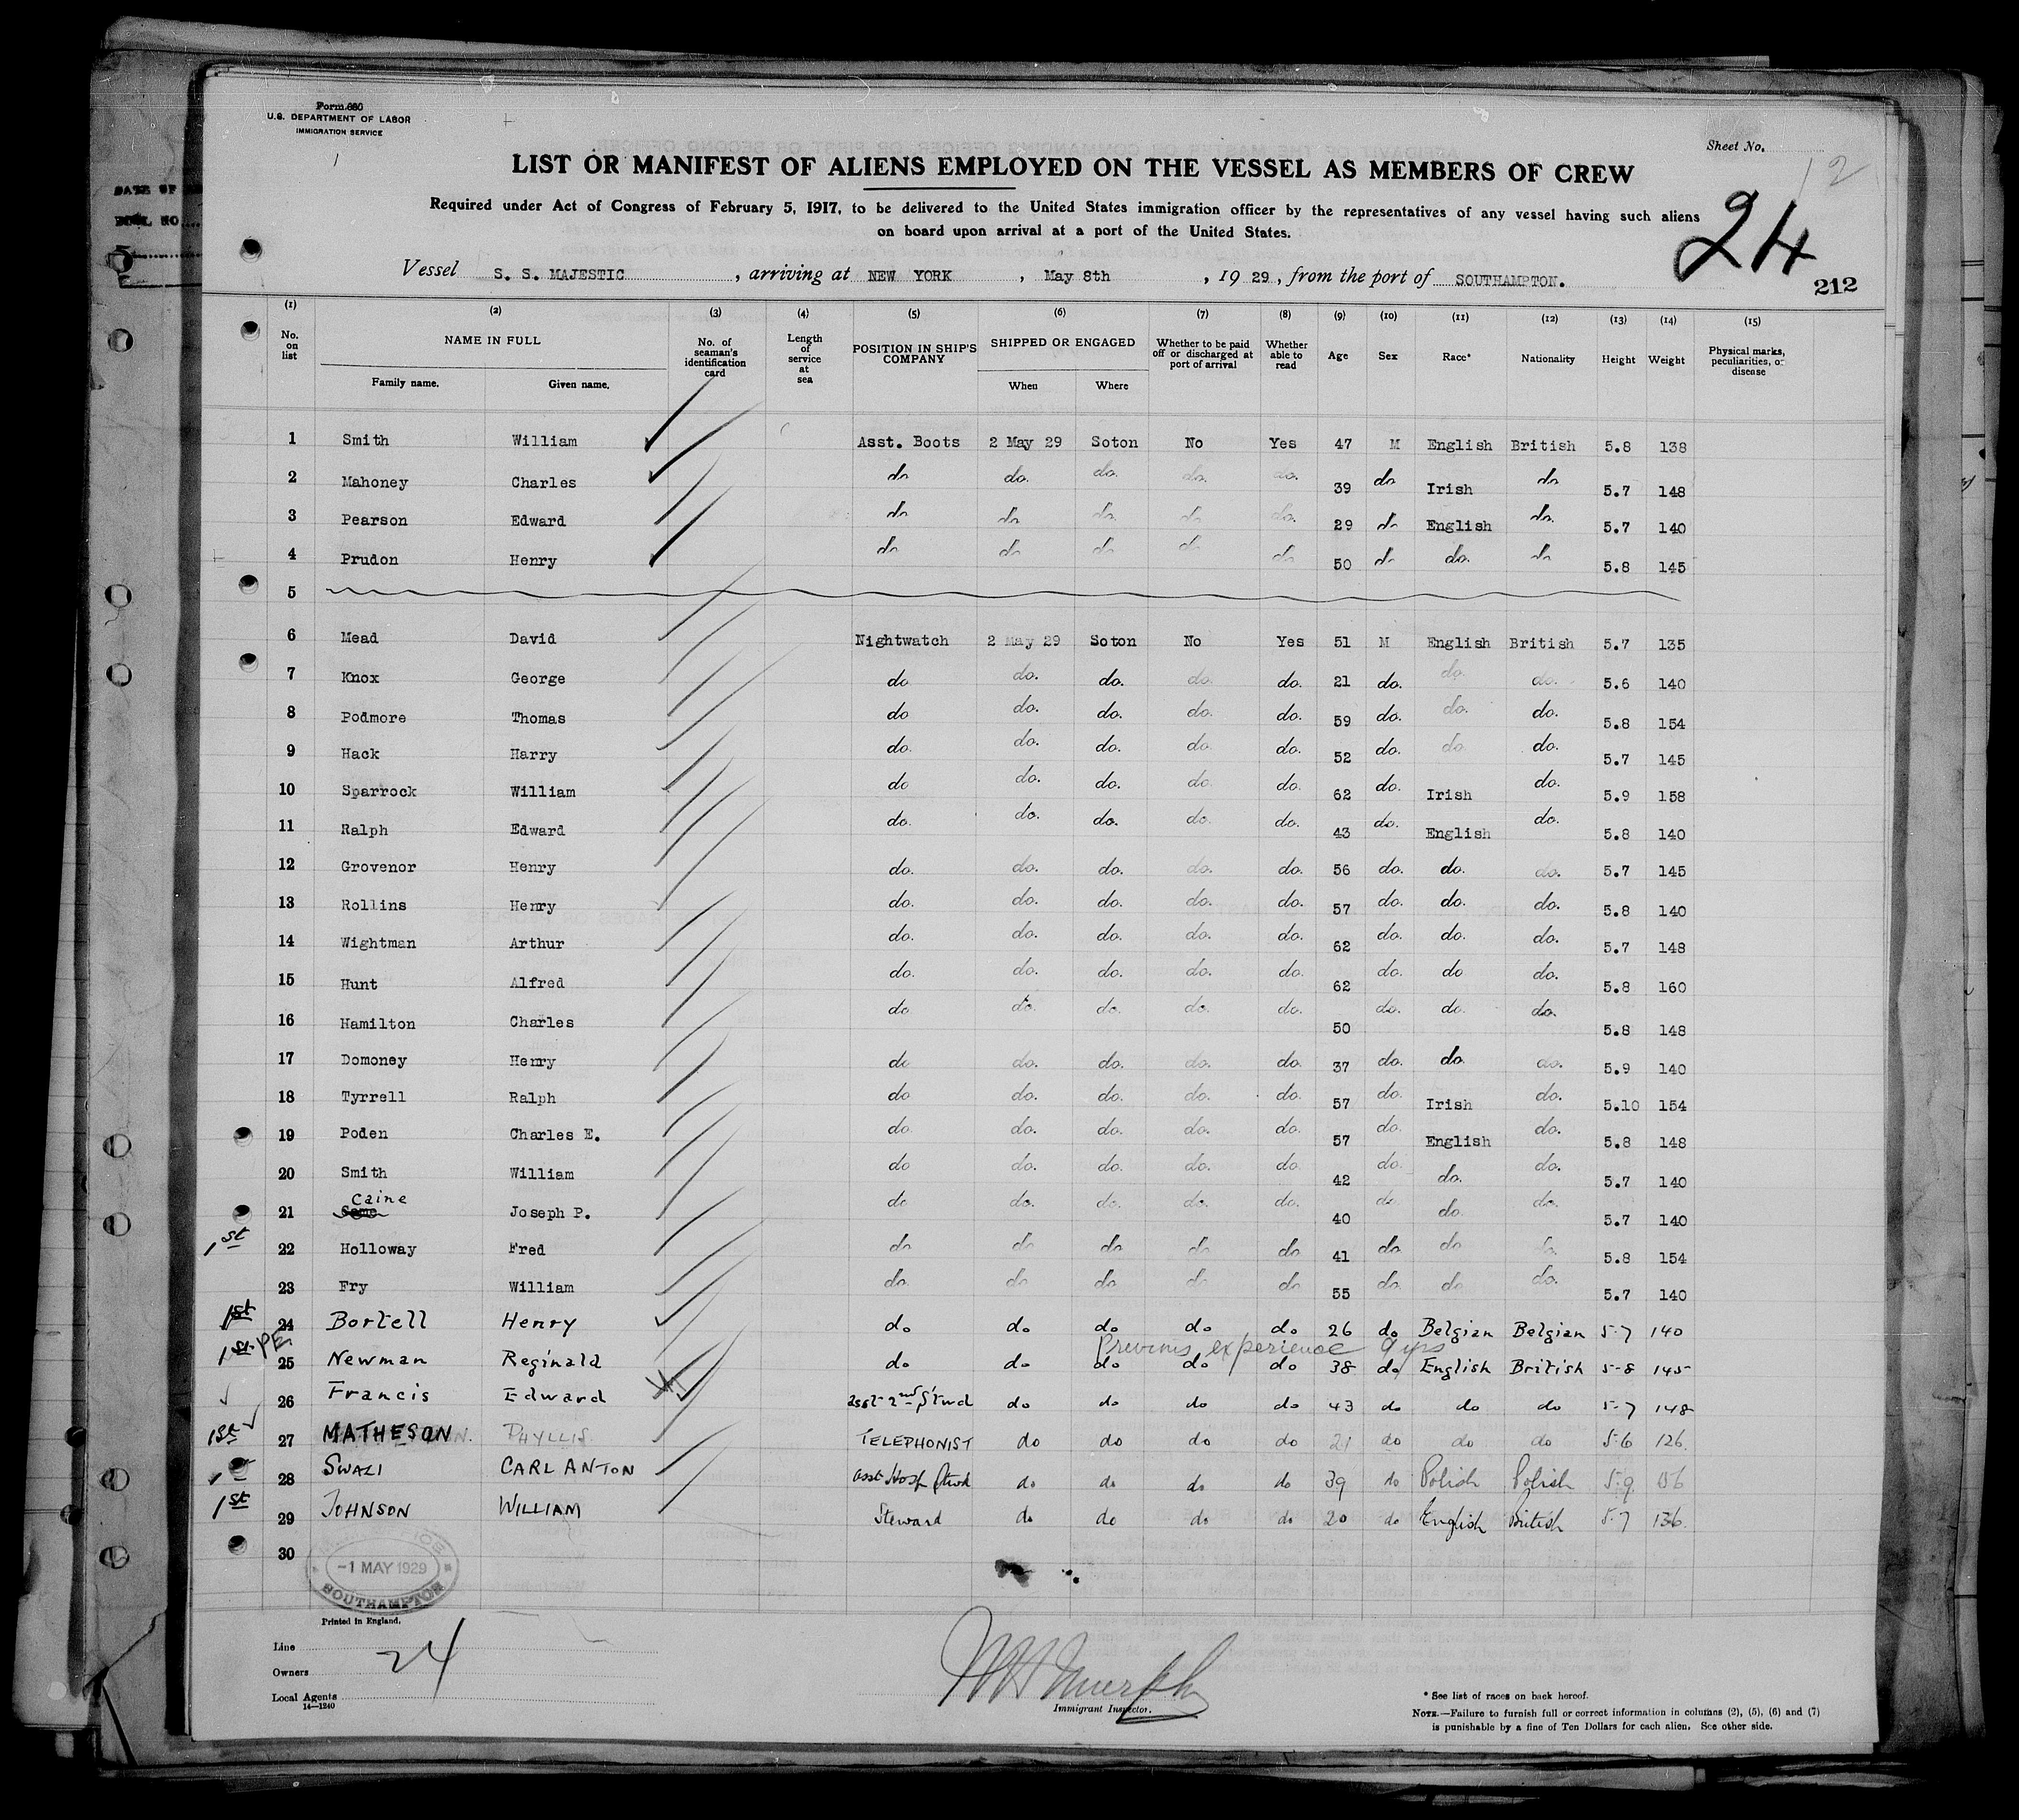 Form 680
U.S. DEPARTMENT OF LABOR
IMMIGRATION SERVICE
Sheet No.
12
LIST OR MANIFEST OF ALIENS EMPLOYED ON THE VESSEL AS MEMBERS OF CREW
Required under Act of Congress of February 5, 1917, to be delivered to the United States immigration officer by the representatives of any vessel having such aliens
on board upon arrival at a port of the United States.
24
212
Vessel S. S. MAJESTIC, arriving at NEW YORK, May 8th, 1929, from the port of SOUTHAMPTON.
(1) (2) (3) (4) (5) (6) (7) (8) (9) (10) (11) (12) (13) (14) (15)
No. on list NAME IN FULL Family name. Given name. No. of seaman's identification card Length of service at sea POSITION IN SHIP'S COMPANY SHIPPED OR ENGAGED When Where Whether to be paid off or discharged at port of arrival Whether able to read Age Sex Race* Nationality Height Weight Physical marks, peculiarities, or disease
1 Smith William Asst. Boots 2 May 29 Soton No Yes 47 M English British 5.8 138
2 Mahoney Charles do do. do. do. do. 39 do Irish do 5.7 148
3 Pearson Edward do do do. do do. 29 do English do. 5.7 140
4 Prudon Henry do do do do do 50 do do. do 5.8 145
5
6 Mead David Nightwatch 2 May 29 Soton No Yes 51 M English British 5.7 135
7 Knox George do do. do. do. do. 21 do. do. do. 5.6 140
8 Podmore Thomas do do. do. do. do. 59 do. do. do. 5.8 154
9 Hack Harry do. do. do. do. do. 52 do. do do. 5.7 145
10 Sparrock William do do. do. do. do. 62 do. Irish do. 5.9 158
11 Ralph Edward do. do. do. do. do. 43 do. English do. 5.8 140
12 Grovenor Henry do. do. do. do. do. 56 do. do. do. 5.7 145
13 Rollins Henry do. do. do. do. do. 57 do. do. do. 5.8 140
14 Wightman Arthur do. do. do. do. do. 62 do. do. do. 5.7 148
15 Hunt Alfred do. do. do. do. do. 62 do. do do. 5.8 160
16 Hamilton Charles do do. do. do. do. 50 do. do. do. 5.8 148
17 Domoney Henry do do. do. do. do. 37 do. do. do. 5.9 140
18 Tyrrell Ralph do do. do. do. do. 57 do. Irish do. 5.10 154
19 Poden Charles E. do. do. do. do. do. 57 do. English do. 5.8 148
20 Smith William do do. do. do. do. 42 do. do. do. 5.7 140
Caine
21 Joseph P. do do. do. do. do. 40 do. do. do. 5.7 140
1st 22 Holloway Fred do do do do do 41 do do do 5.8 154
23 Fry William do. do do do do 55 do. do do. 5.7 140
1st 24 Bortell Henry do do do do do 26 do Belgian Belgian 5.7 140
Previous experience 9 yrs
1st PE 25 Newman Reginald do do do do do 38 do English British 5-8 145
26 Francis Edward asst 2nd Stwd do do do do 43 do do do 5-7 148
1st 27 MATHESON PHYLLIS TELEPHONIST do do do do 21 do do do 5.6 126.
28 SWALI CARL ANTON asst Hosp Stwd do do do do 39 do Polish Polish 5.9 156
1st 29 JOHNSON WILLIAM Steward do do do do 20 do English British 5.7 136.
30
-1 MAY 1929
SOUTHAMPTON
Printed in England.
Line
Owners
Local Agents
14—1240
24
Immigrant Inspector.
* See list of races on back hereof.
NOTE.—Failure to furnish full or correct information in columns (2), (5), (6) and (7)
is punishable by a fine of Ten Dollars for each alien. See other side.